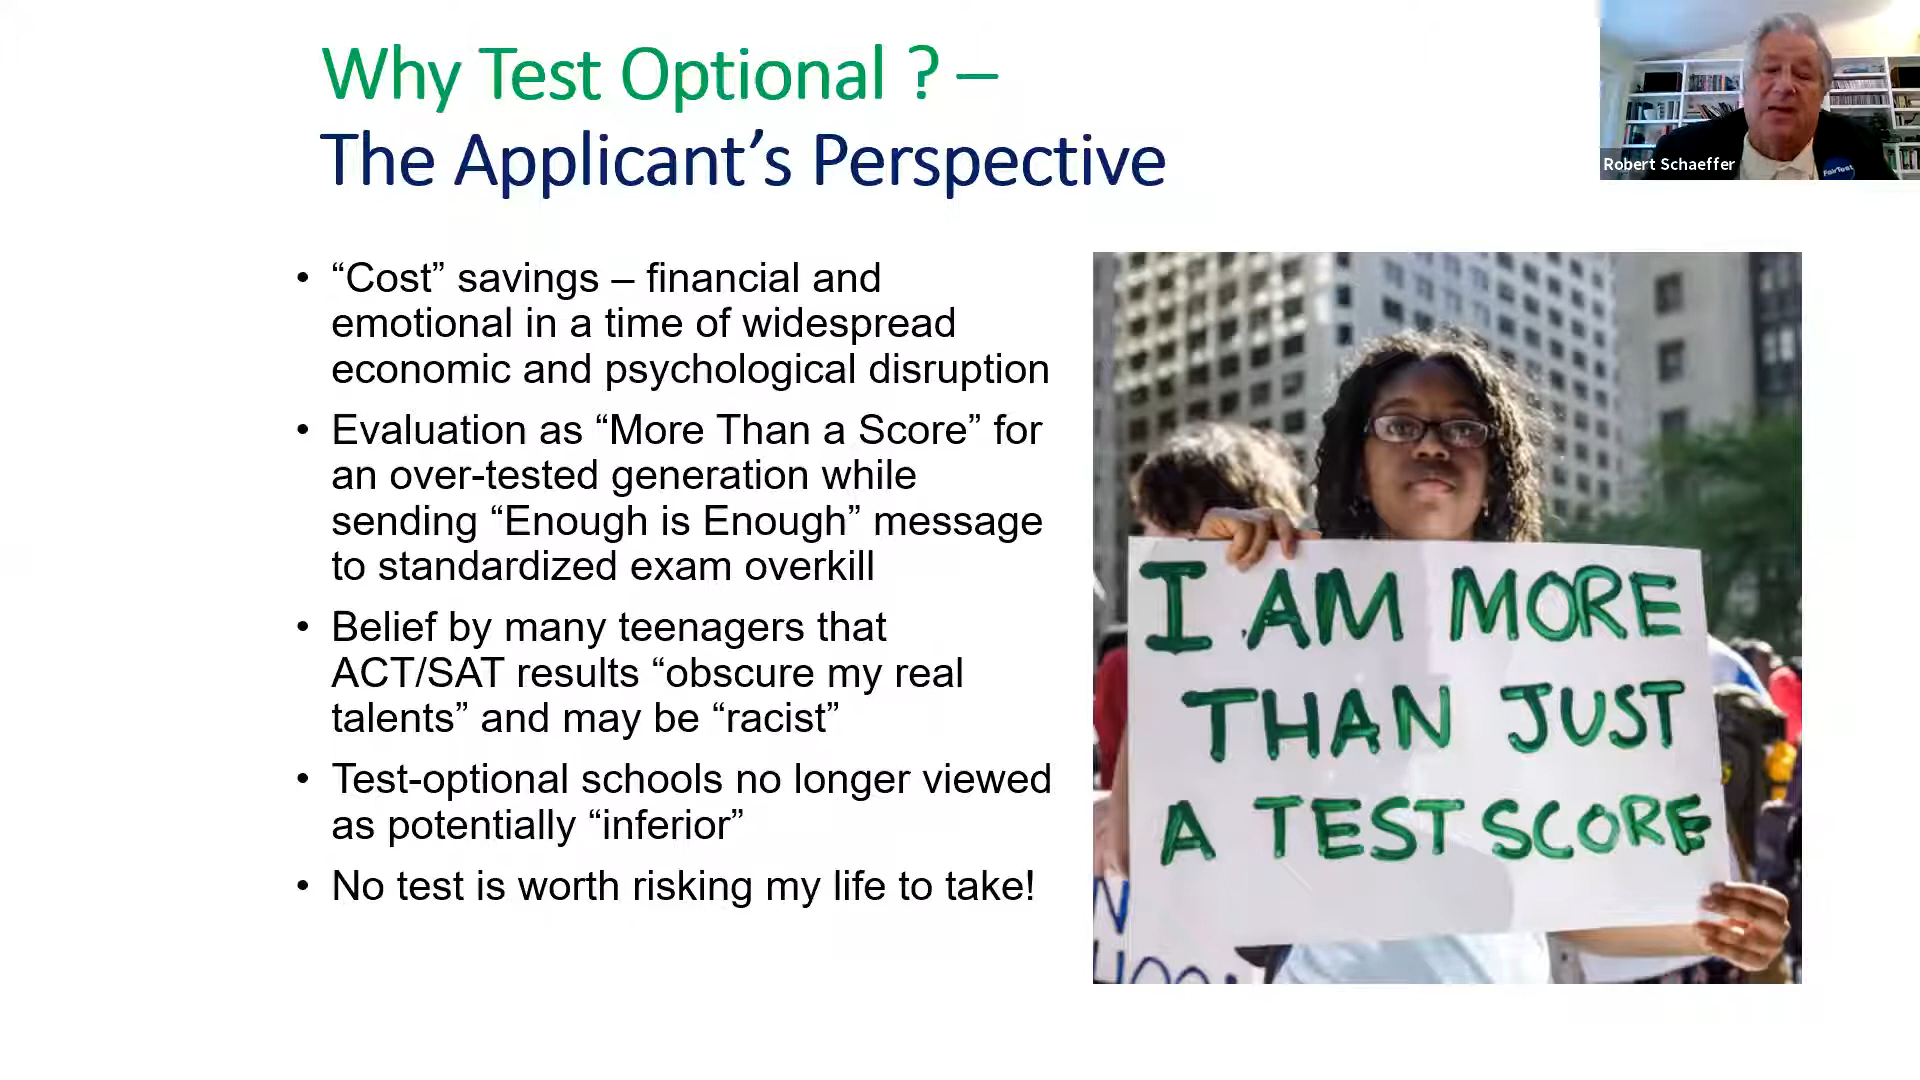 Why Test Optional ? –
The Applicant’s Perspective
Robert Schaeffer
FairTest
• “Cost” savings – financial and
emotional in a time of widespread
economic and psychological disruption
• Evaluation as “More Than a Score” for
an over-tested generation while
sending “Enough is Enough” message
to standardized exam overkill
• Belief by many teenagers that
ACT/SAT results “obscure my real
talents” and may be “racist”
• Test-optional schools no longer viewed
as potentially “inferior”
• No test is worth risking my life to take!
I AM MORE
THAN JUST
A TEST SCORE